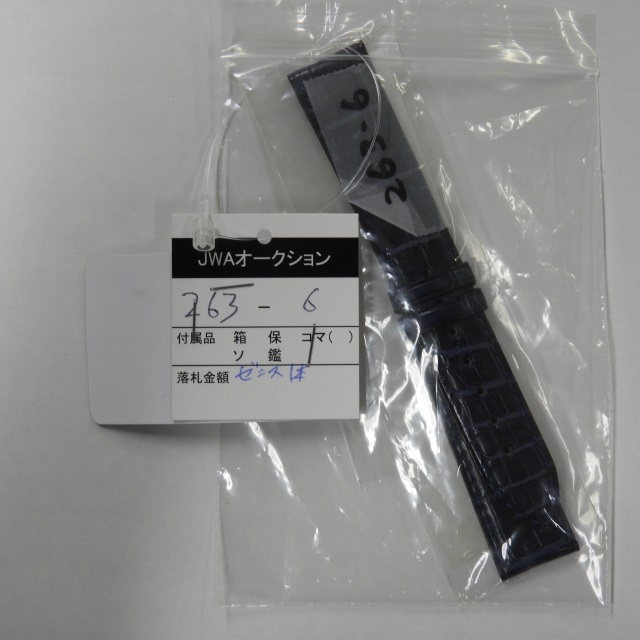 263-6
JWAオークション
263 - 6
付属品 箱 保 コマ( )
ソ 鑑
落札金額 ゼニスば